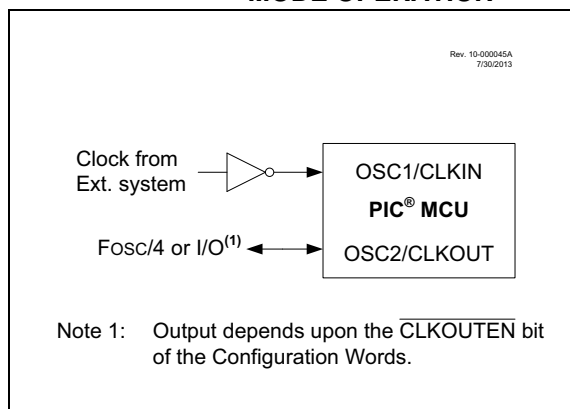 MODE OPERATION
Rev. 10-000045A
7/30/2013
Clock from
Ext. system
OSC1/CLKIN
PIC® MCU
FOSC/4 or I/O(1)
OSC2/CLKOUT
Note 1: Output depends upon the CLKOUTEN bit
of the Configuration Words.